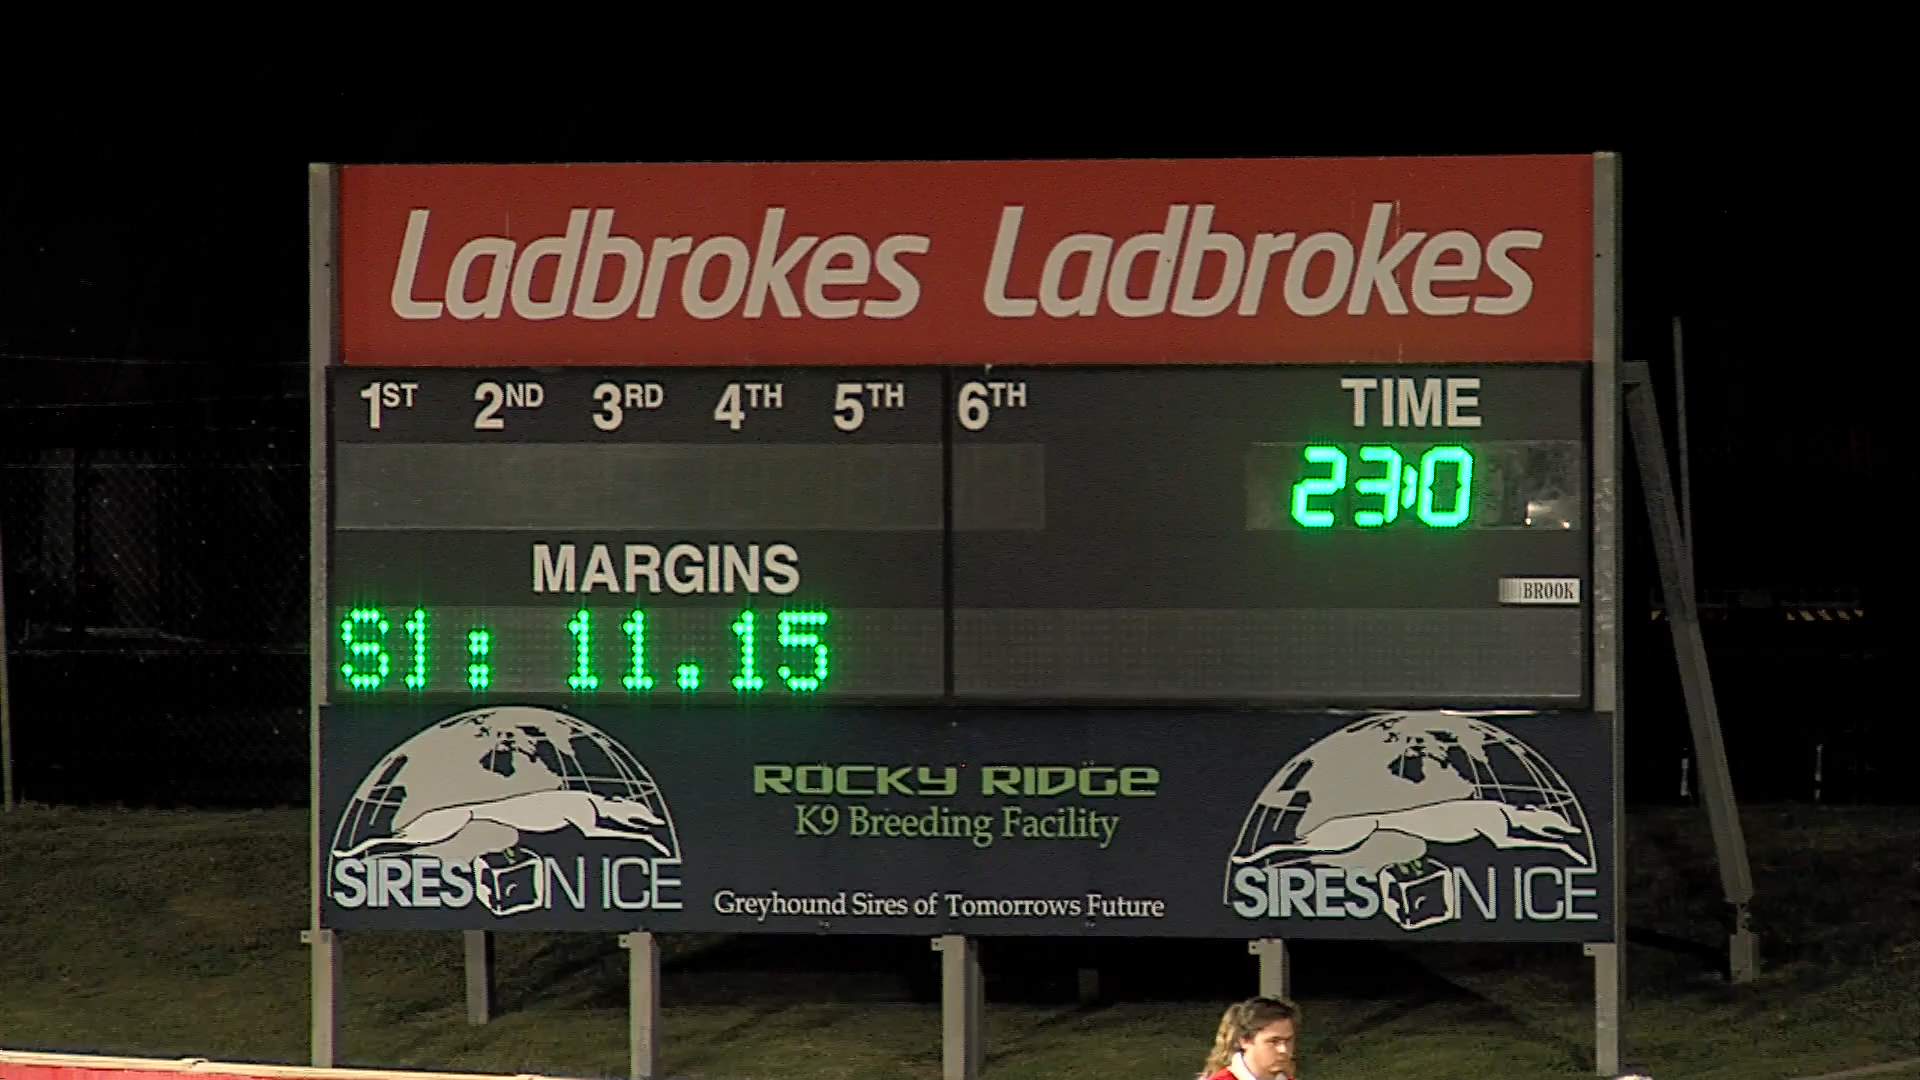 Ladbrokes Ladbrokes
1ST 2ND 3RD 4TH 5TH 6TH TIME
23:0
MARGINS
BROOK
S1: 11.15
ROCKY RIDGE
K9 Breeding Facility
SIRES ON ICE
Greyhound Sires of Tomorrows Future
SIRES ON ICE